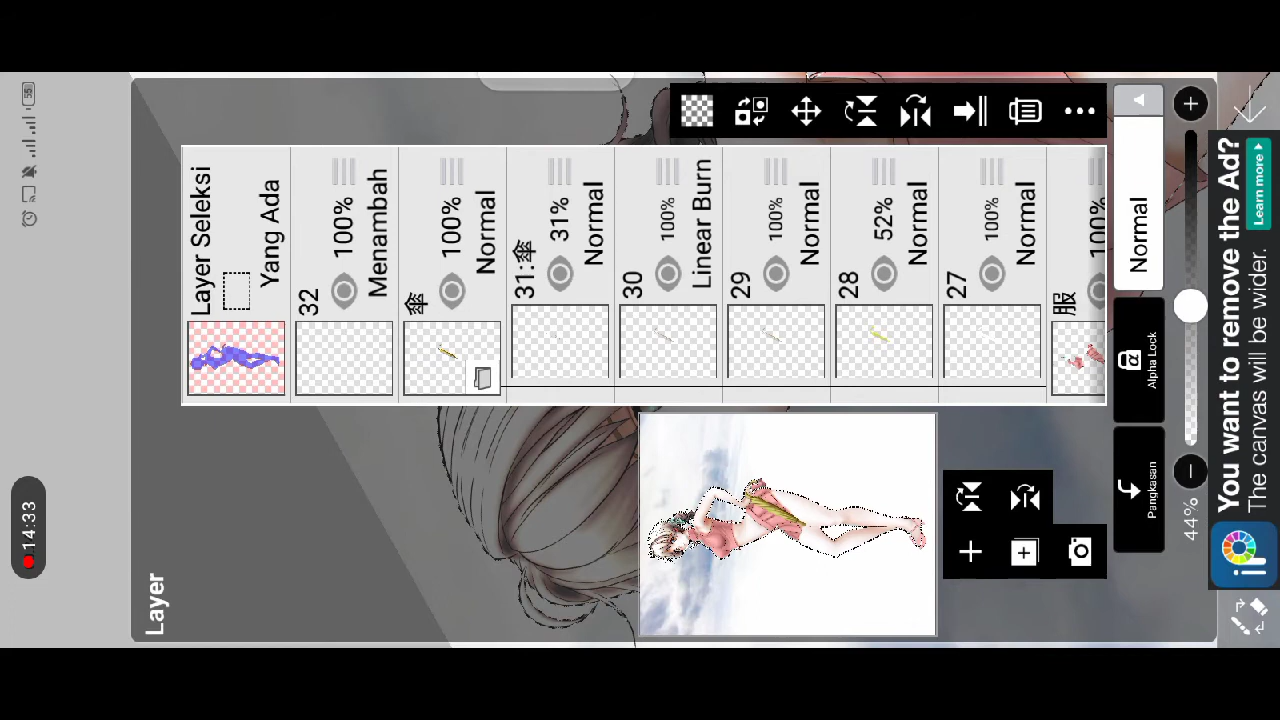 14:33
55
Layer
Layer Seleksi
Yang Ada
32
100%
Menambah
傘
100%
Normal
31:傘
31%
Normal
30
100%
Linear Burn
29
100%
Normal
28
52%
Normal
27
100%
Normal
服
100%
Normal
α
Alpha Lock
Pangkasan
44%
You want to remove the Ad?
The canvas will be wider.
Learn more